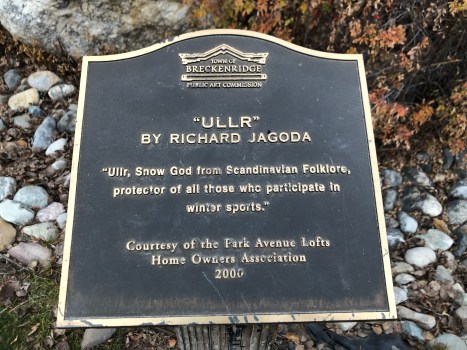 TOWN OF
BRECKENRIDGE
PUBLIC ART COMMISSION
"ULLR"
BY RICHARD JAGODA
"Ullr, Snow God from Scandinavian Folklore,
protector of all those who participate in
winter sports."
Courtesy of the Park Avenue Lofts
Home Owners Association
2000